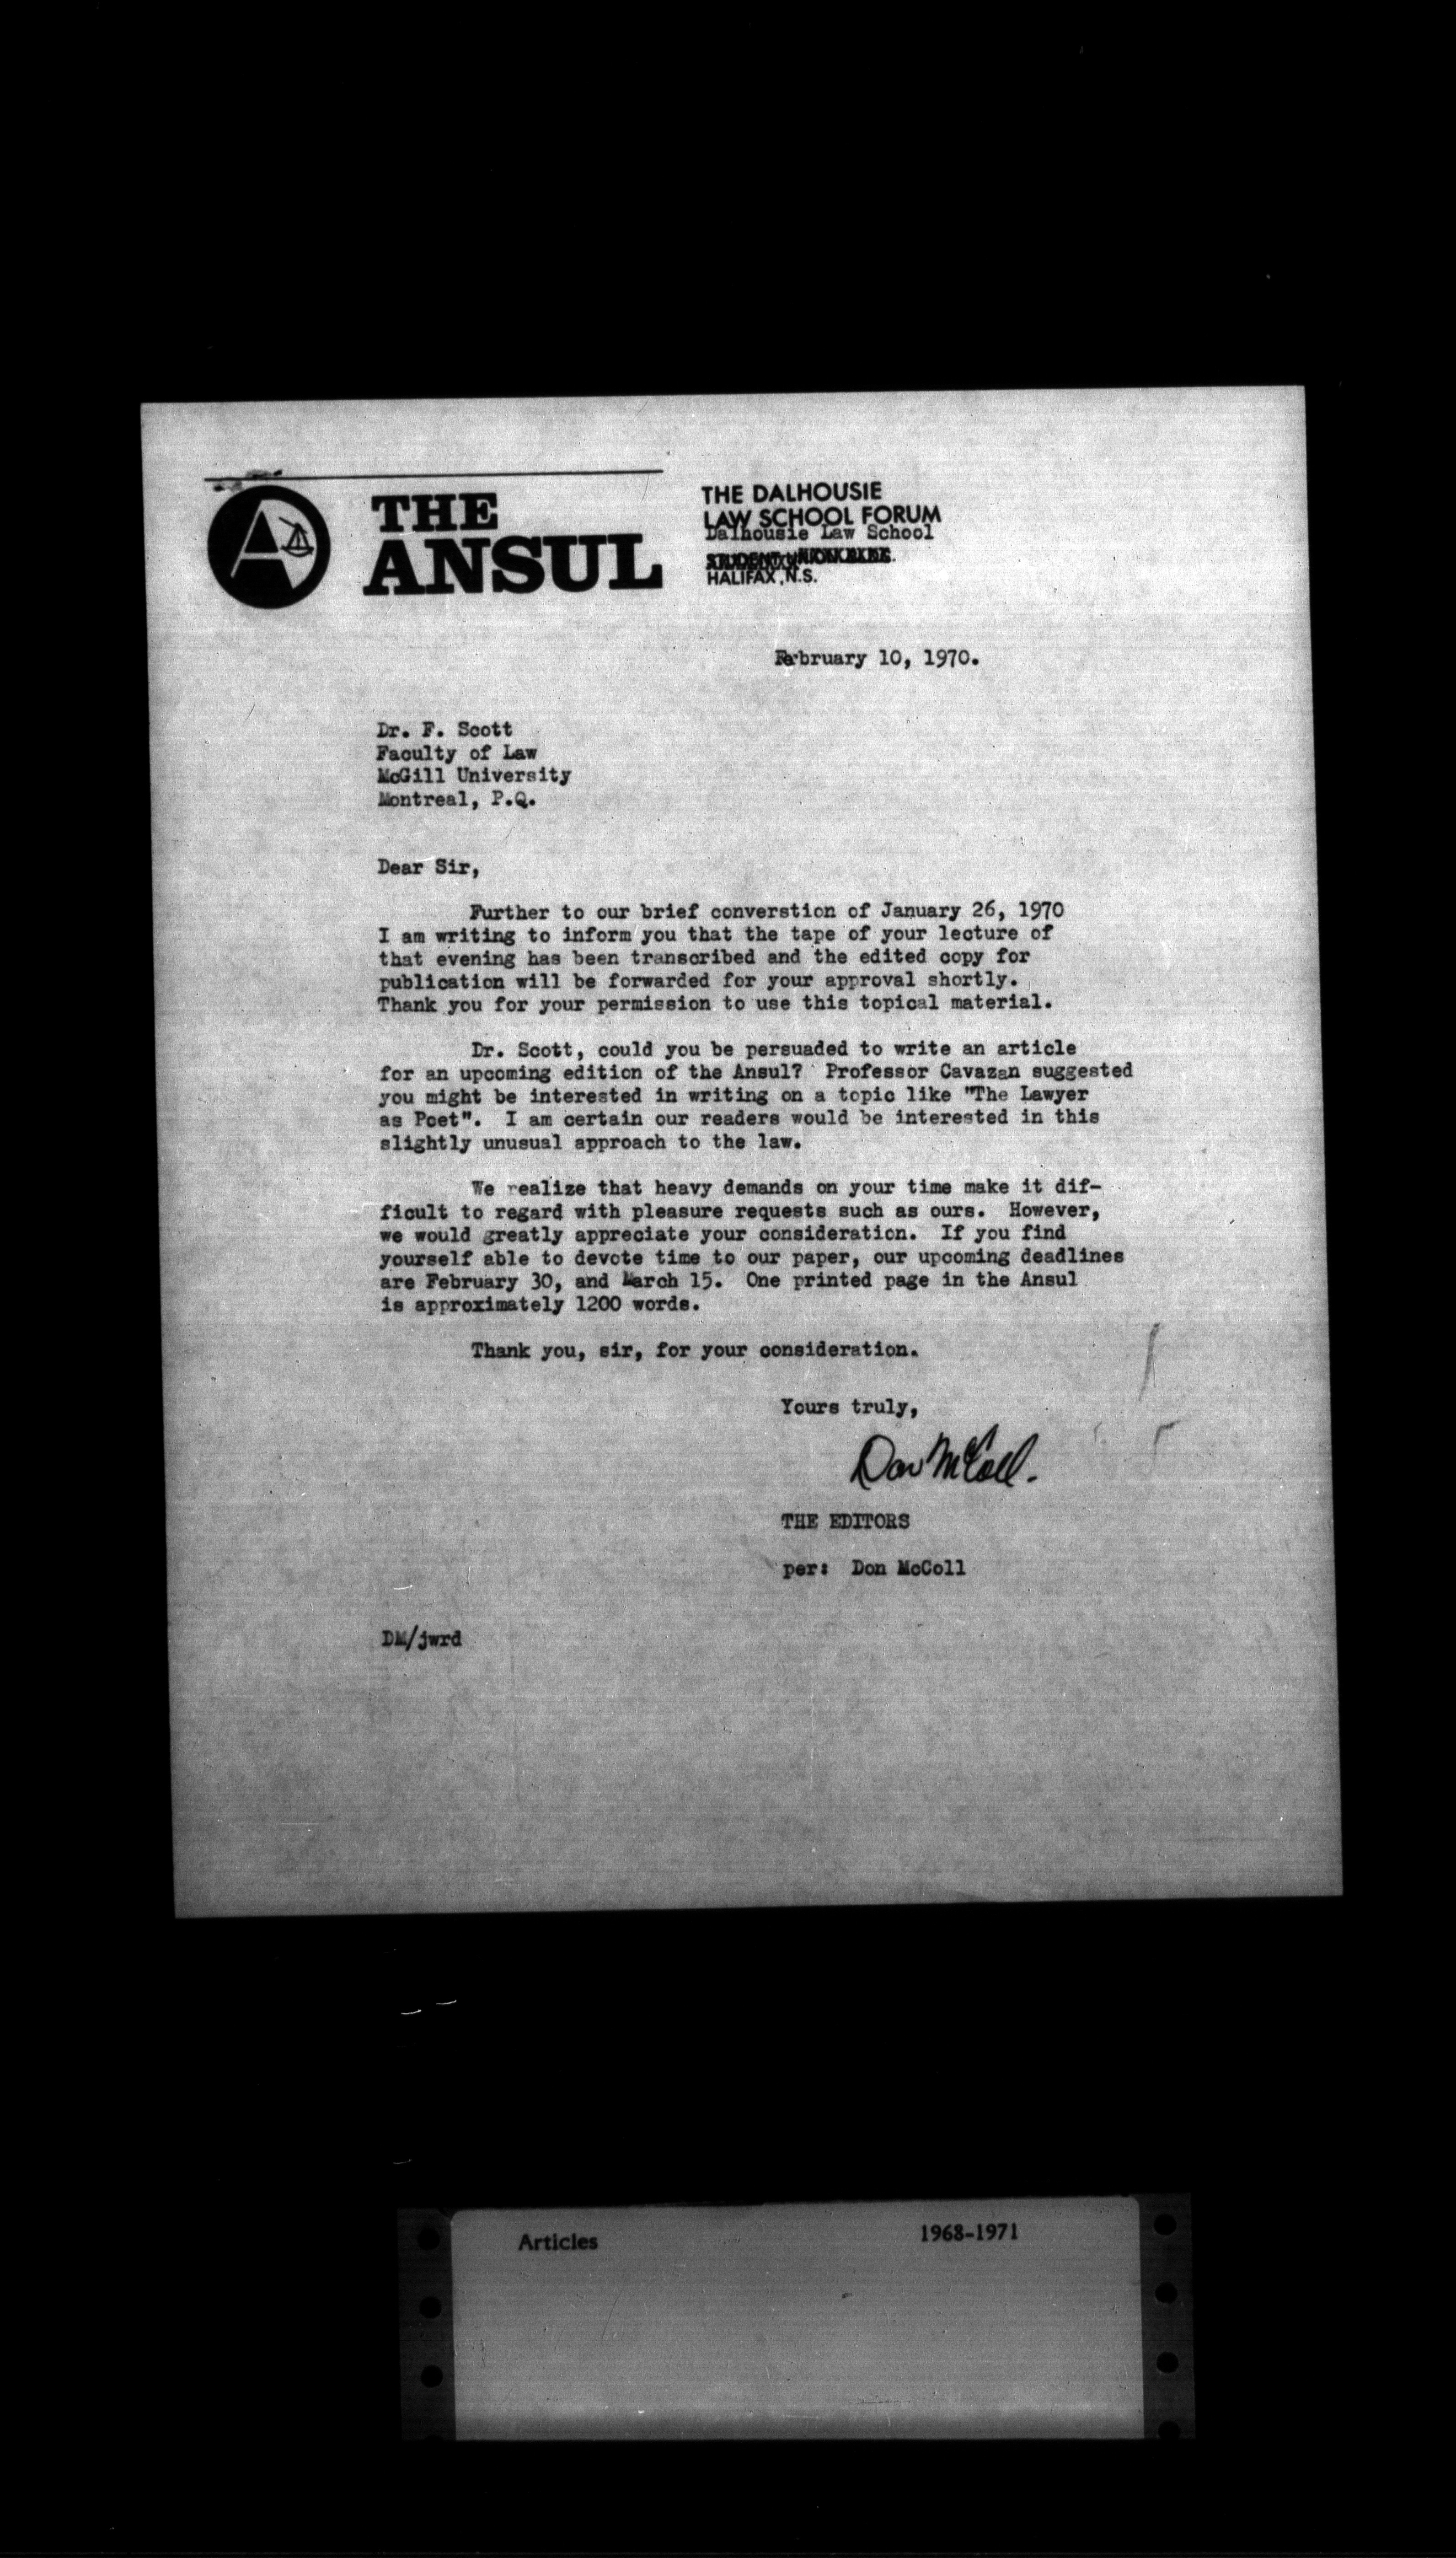 THE
ANSUL
THE DALHOUSIE
LAW SCHOOL FORUM
Dalhousie Law School
HALIFAX, N.S.
February 10, 1970.
Dr. F. Scott
Faculty of Law
McGill University
Montreal, P.Q.
Dear Sir,
Further to our brief converstion of January 26, 1970
I am writing to inform you that the tape of your lecture of
that evening has been transcribed and the edited copy for
publication will be forwarded for your approval shortly.
Thank you for your permission to use this topical material.
Dr. Scott, could you be persuaded to write an article
for an upcoming edition of the Ansul? Professor Cavazan suggested
you might be interested in writing on a topic like "The Lawyer
as Poet". I am certain our readers would be interested in this
slightly unusual approach to the law.
We realize that heavy demands on your time make it dif-
ficult to regard with pleasure requests such as ours. However,
we would greatly appreciate your consideration. If you find
yourself able to devote time to our paper, our upcoming deadlines
are February 30, and March 15. One printed page in the Ansul
is approximately 1200 words.
Thank you, sir, for your consideration.
Yours truly,
Don McColl.
THE EDITORS
per: Don McColl
DM/jwrd
Articles 1968-1971